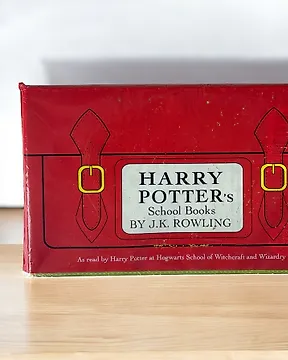 HARRY
POTTER's
School Books
BY J.K. ROWLING
As read by Harry Potter at Hogwarts School of Witchcraft and Wizardry